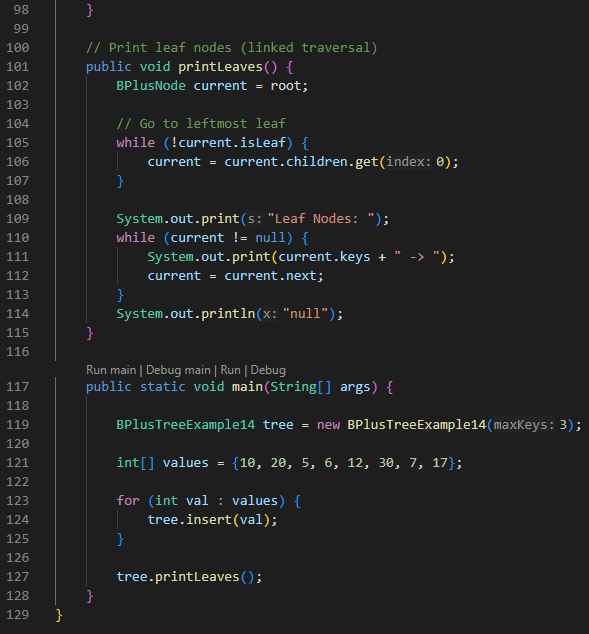 98 }
99
100 // Print leaf nodes (linked traversal)
101 public void printLeaves() {
102 BPlusNode current = root;
103
104 // Go to leftmost leaf
105 while (!current.isLeaf) {
106 current = current.children.get(index: 0);
107 }
108
109 System.out.print(s: "Leaf Nodes: ");
110 while (current != null) {
111 System.out.print(current.keys + " -> ");
112 current = current.next;
113 }
114 System.out.println(x: "null");
115 }
116
Run main | Debug main | Run | Debug
117 public static void main(String[] args) {
118
119 BPlusTreeExample14 tree = new BPlusTreeExample14(maxKeys: 3);
120
121 int[] values = {10, 20, 5, 6, 12, 30, 7, 17};
122
123 for (int val : values) {
124 tree.insert(val);
125 }
126
127 tree.printLeaves();
128 }
129 }